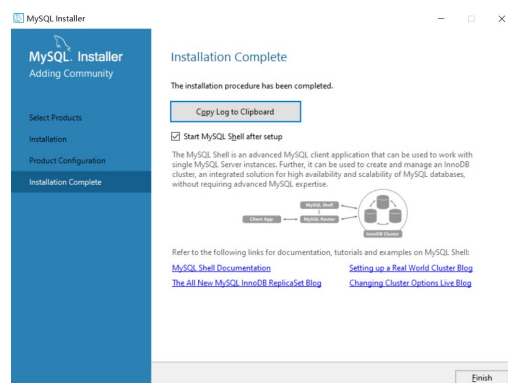 MySQL Installer
MySQL. Installer
Adding Community
Select Products
Installation
Product Configuration
Installation Complete
Installation Complete
The installation procedure has been completed.
Copy Log to Clipboard
Start MySQL Shell after setup
The MySQL Shell is an advanced MySQL client application that can be used to work with
single MySQL Server instances. Further, it can be used to create and manage an InnoDB
cluster, an integrated solution for high availability and scalability of MySQL databases,
without requiring advanced MySQL expertise.
MySQL Shell
Client App
MySQL Router
InnoDB Cluster
Refer to the following links for documentation, tutorials and examples on MySQL Shell:
MySQL Shell Documentation
Setting up a Real World Cluster Blog
The All New MySQL InnoDB ReplicaSet Blog
Changing Cluster Options Live Blog
Finish